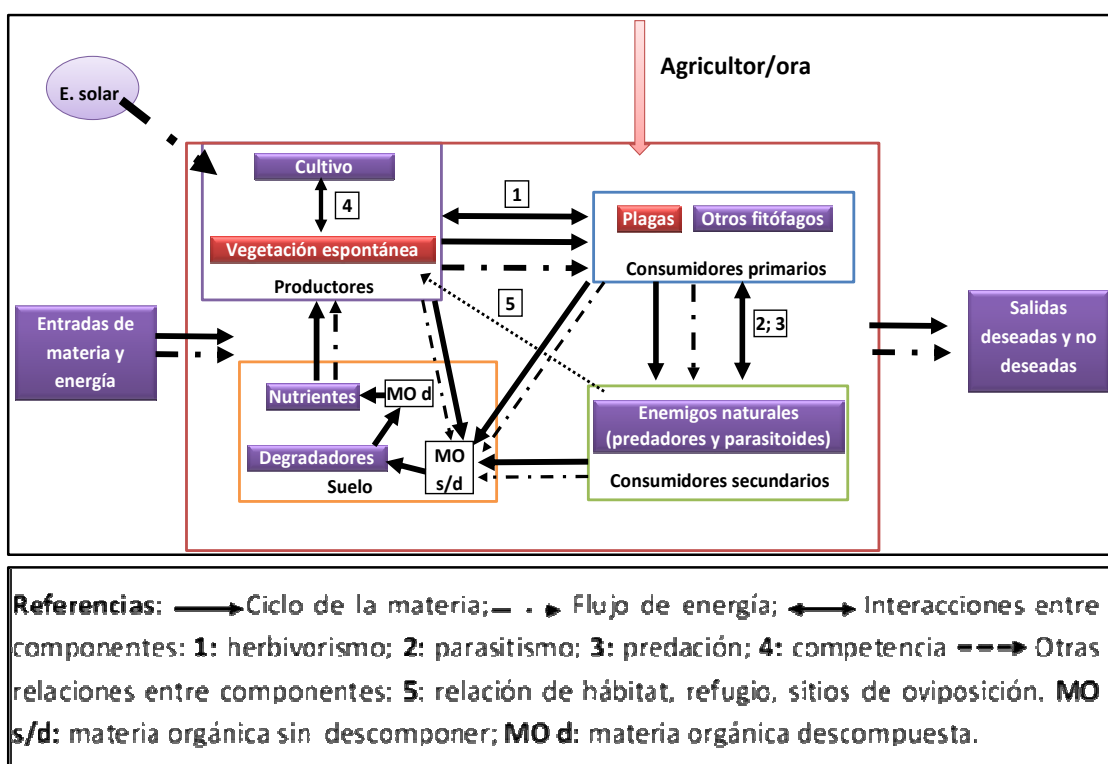 Agricultor/ora
E. solar
Cultivo
4
1
Vegetación espontánea
Productores
Plagas
Otros fitófagos
Consumidores primarios
5
2; 3
Entradas de
materia y
energía
Salidas
deseadas y no
deseadas
Nutrientes
MO d
Degradadores
MO
s/d
Suelo
Enemigos naturales
(predadores y parasitoides)
Consumidores secundarios
Referencias: Ciclo de la materia; Flujo de energía; Interacciones entre
componentes: 1: herbivorismo; 2: parasitismo; 3: predación; 4: competencia Otras
relaciones entre componentes: 5: relación de hábitat, refugio, sitios de oviposición. MO
s/d: materia orgánica sin descomponer; MO d: materia orgánica descompuesta.